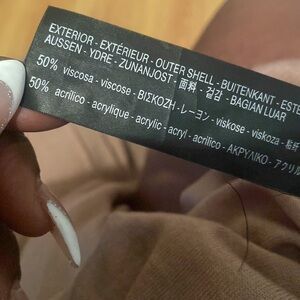 EXTERIOR - EXTÉRIEUR - OUTER SHELL - BUITENKANT - ESTE
AUSSEN - YDRE - ZUNANJOST - 面料 - 겉감 - BAGIAN LUAR
50% viscosa - viscose - ΒΙΣΚΟΖΗ - レーヨン - viskose - viskoza - 黏纤
50% acrílico - acrylique - acrylic - acryl - acrilico - ΑΚΡΥΛΙΚΟ - アクリル